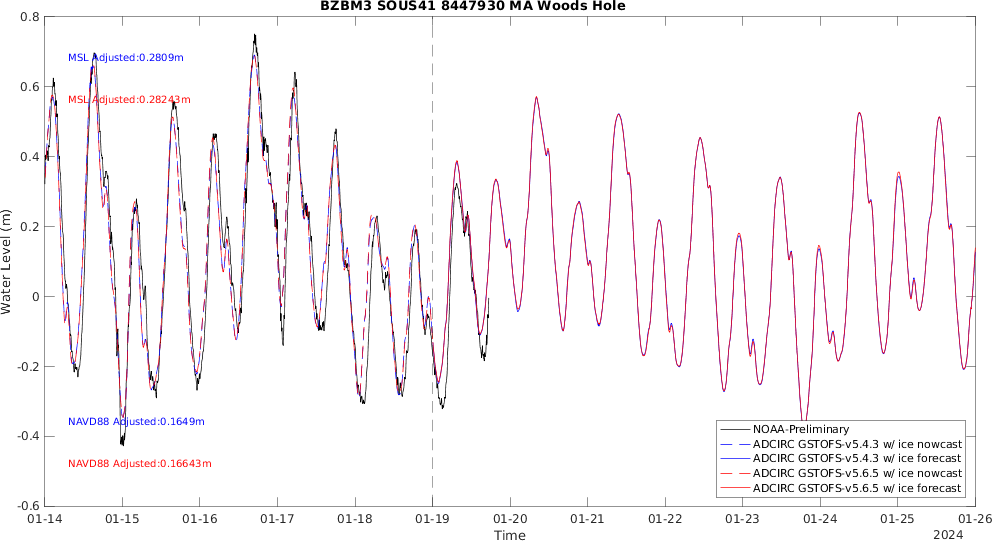 BZBM3 SOUS41 8447930 MA Woods Hole
0.8
0.6
0.4
0.2
0
-0.2
-0.4
-0.6
Water Level (m)
MSL Adjusted:0.2809m
MSL Adjusted:0.28243m
NAVD88 Adjusted:0.1649m
NAVD88 Adjusted:0.16643m
NOAA-Preliminary
ADCIRC GSTOFS-v5.4.3 w/ ice nowcast
ADCIRC GSTOFS-v5.4.3 w/ ice forecast
ADCIRC GSTOFS-v5.6.5 w/ ice nowcast
ADCIRC GSTOFS-v5.6.5 w/ ice forecast
01-14 01-15 01-16 01-17 01-18 01-19 01-20 01-21 01-22 01-23 01-24 01-25 01-26
Time
2024